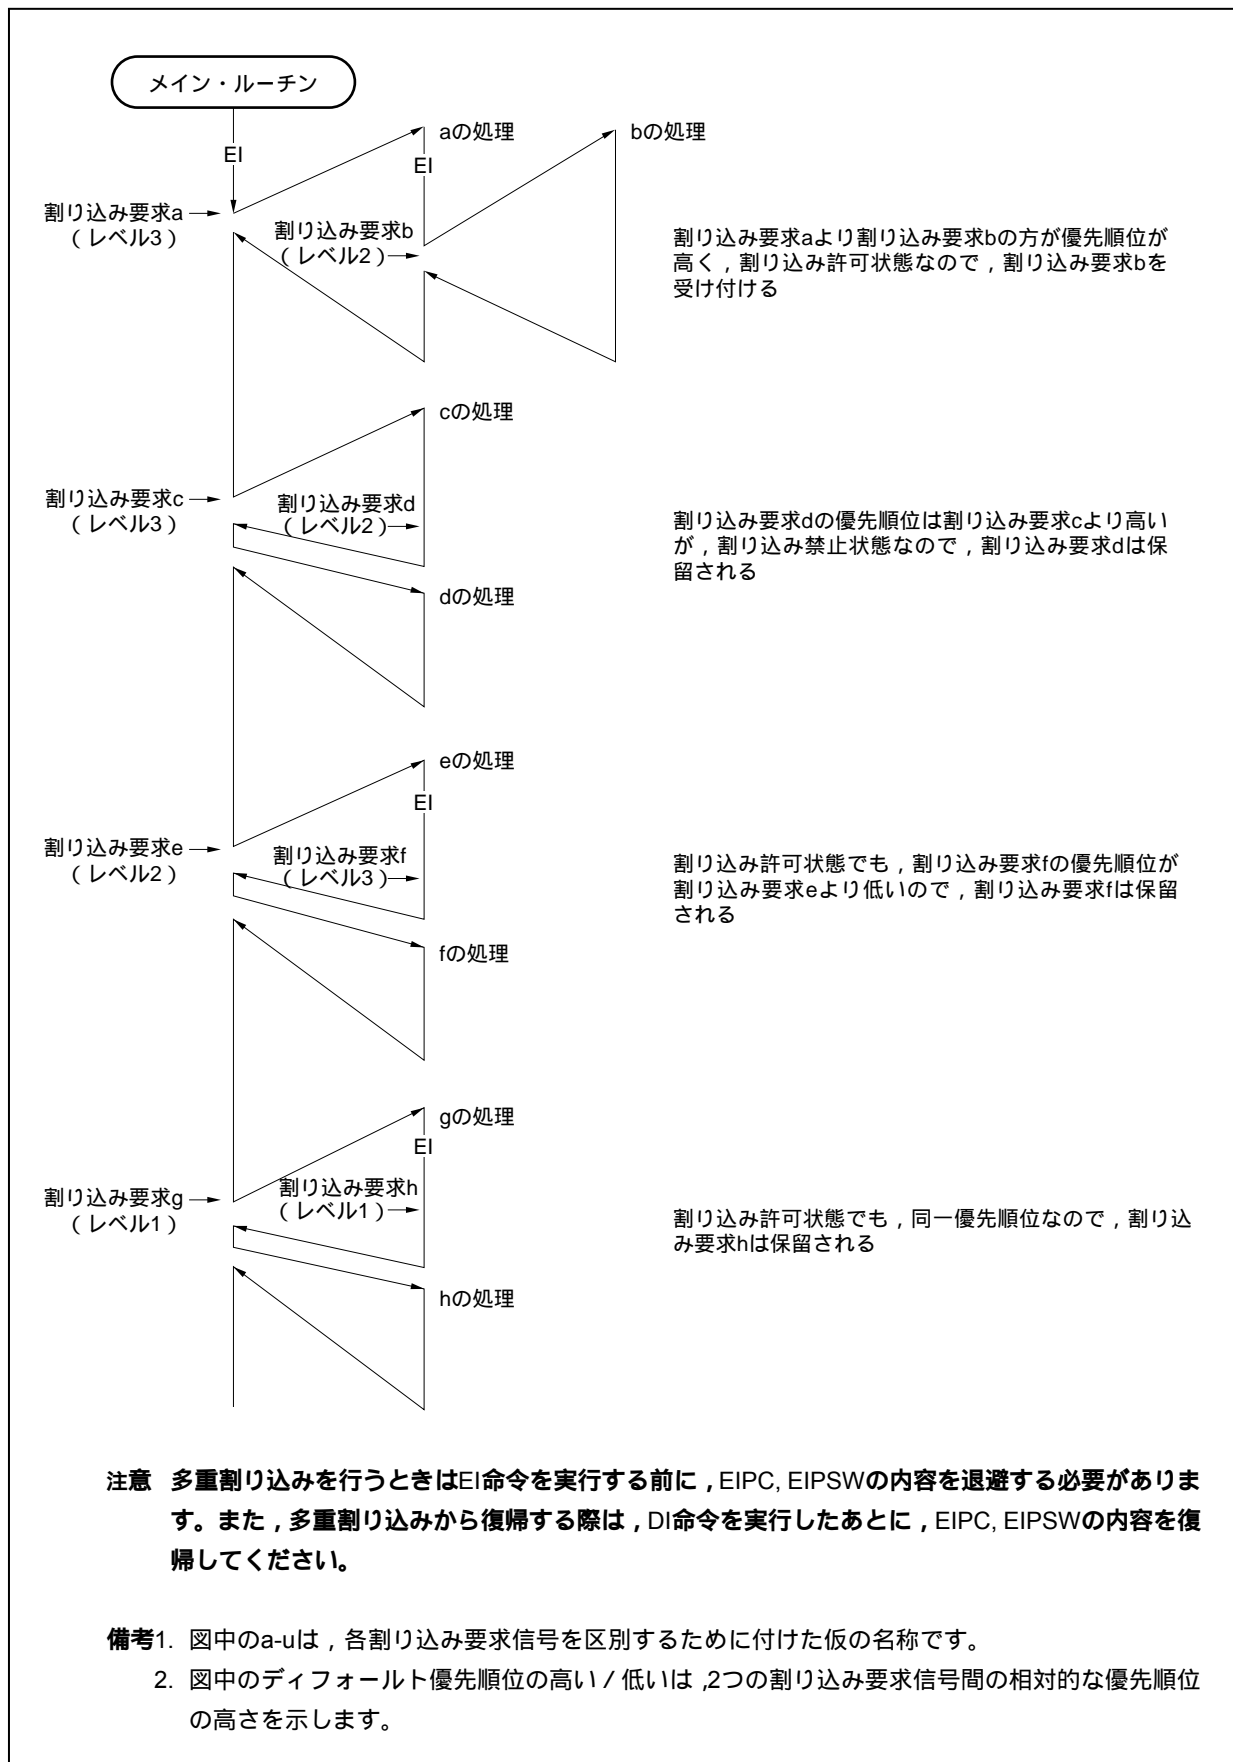 メイン・ルーチン
EI
aの処理
EI
bの処理
割り込み要求a
（レベル3）
割り込み要求b
（レベル2）
割り込み要求aより割り込み要求bの方が優先順位が
高く，割り込み許可状態なので，割り込み要求bを
受け付ける
cの処理
割り込み要求c
（レベル3）
割り込み要求d
（レベル2）
割り込み要求dの優先順位は割り込み要求cより高い
が，割り込み禁止状態なので，割り込み要求dは保
留される
dの処理
eの処理
EI
割り込み要求e
（レベル2）
割り込み要求f
（レベル3）
割り込み許可状態でも，割り込み要求fの優先順位が
割り込み要求eより低いので，割り込み要求fは保留
される
fの処理
gの処理
EI
割り込み要求g
（レベル1）
割り込み要求h
（レベル1）
割り込み許可状態でも，同一優先順位なので，割り込
み要求hは保留される
hの処理
注意 多重割り込みを行うときはEI命令を実行する前に，EIPC, EIPSWの内容を退避する必要がありま
す。また，多重割り込みから復帰する際は，DI命令を実行したあとに，EIPC, EIPSWの内容を復
帰してください。
備考1. 図中のa-uは，各割り込み要求信号を区別するために付けた仮の名称です。
2. 図中のディフォールト優先順位の高い／低いは，2つの割り込み要求信号間の相対的な優先順位
の高さを示します。